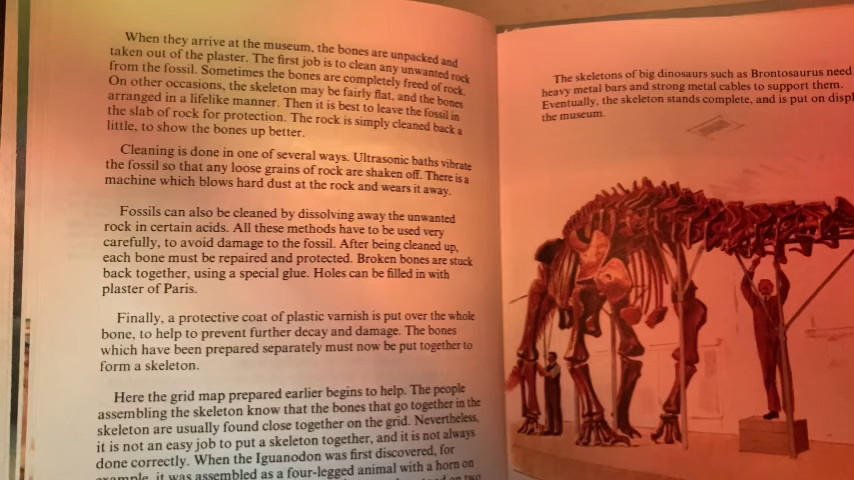 When they arrive at the museum, the bones are unpacked and
taken out of the plaster. The first job is to clean any unwanted rock
from the fossil. Sometimes the bones are completely freed of rock.
On other occasions, the skeleton may be fairly flat, and the bones
arranged in a lifelike manner. Then it is best to leave the fossil in
the slab of rock for protection. The rock is simply cleaned back a
little, to show the bones up better.
Cleaning is done in one of several ways. Ultrasonic baths vibrate
the fossil so that any loose grains of rock are shaken off. There is a
machine which blows hard dust at the rock and wears it away.
Fossils can also be cleaned by dissolving away the unwanted
rock in certain acids. All these methods have to be used very
carefully, to avoid damage to the fossil. After being cleaned up,
each bone must be repaired and protected. Broken bones are stuck
back together, using a special glue. Holes can be filled in with
plaster of Paris.
Finally, a protective coat of plastic varnish is put over the whole
bone, to help to prevent further decay and damage. The bones
which have been prepared separately must now be put together to
form a skeleton.
Here the grid map prepared earlier begins to help. The people
assembling the skeleton know that the bones that go together in the
skeleton are usually found close together on the grid. Nevertheless,
it is not an easy job to put a skeleton together, and it is not always
done correctly. When the Iguanodon was first discovered, for
example, it was assembled as a four-legged animal with a horn on
The skeletons of big dinosaurs such as Brontosaurus need
heavy metal bars and strong metal cables to support them.
Eventually, the skeleton stands complete, and is put on displ
the museum.